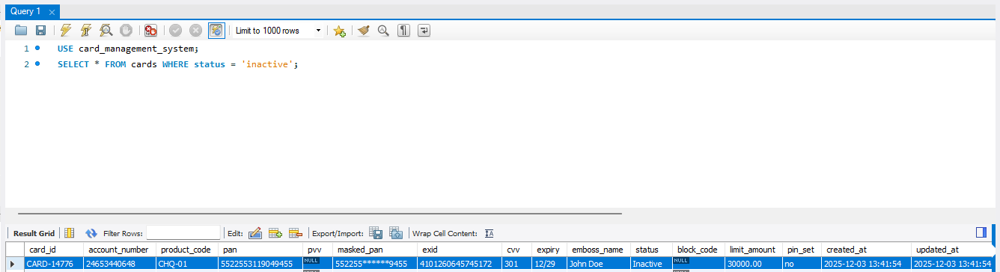 Query 1
Limit to 1000 rows
1 USE card_management_system;
2 SELECT * FROM cards WHERE status = 'inactive';
Result Grid Filter Rows: Edit: Export/Import: Wrap Cell Content:
card_id account_number product_code pan pvv masked_pan exid cvv expiry emboss_name status block_code limit_amount pin_set created_at updated_at
CARD-14776 24653440648 CHQ-01 5522553119049455 NULL 552255******9455 4101260645745172 301 12/29 John Doe Inactive NULL 30000.00 no 2025-12-03 13:41:54 2025-12-03 13:41:54